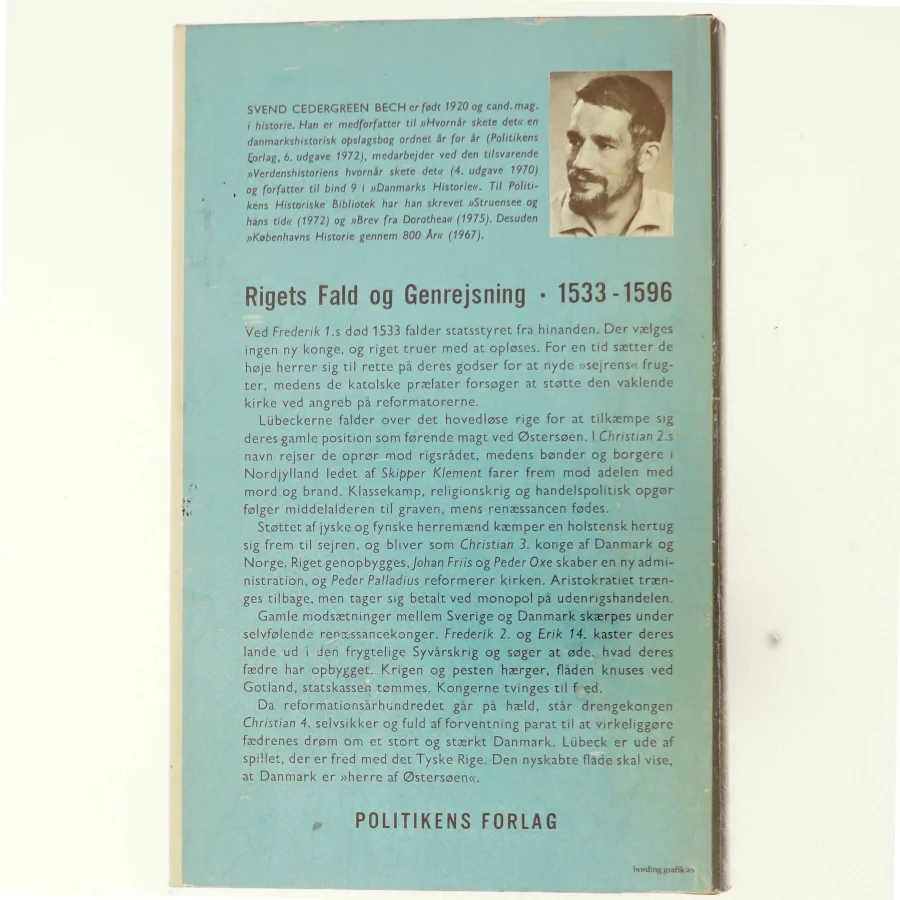 SVEND CEDERGREEN BECH er født 1920 og cand. mag.
i historie. Han er medforfatter til »Hvornår skete det« en
danmarkshistorisk opslagsbog ordnet år for år (Politikens
Forlag, 6. udgave 1972), medarbejder ved den tilsvarende
»Verdenshistoriens hvornår skete det« (4. udgave 1970)
og forfatter til bind 9 i »Danmarks Historie«. Til Politi-
kens Historiske Bibliotek har han skrevet »Struensee og
hans tid« (1972) og »Brev fra Dorothea« (1975). Desuden
»Københavns Historie gennem 800 År« (1967).
Rigets Fald og Genrejsning · 1533-1596
Ved Frederik 1.s død 1533 falder statsstyret fra hinanden. Der vælges
ingen ny konge, og riget truer med at opløses. For en tid sætter de
høje herrer sig til rette på deres godser for at nyde »sejrens« frug-
ter, medens de katolske prælater forsøger at støtte den vaklende
kirke ved angreb på reformatorerne.
Lübeckerne falder over det hovedløse rige for at tilkæmpe sig
deres gamle position som førende magt ved Østersøen. I Christian 2.s
navn rejser de oprør mod rigsrådet, medens bønder og borgere i
Nordjylland ledet af Skipper Klement farer frem mod adelen med
mord og brand. Klassekamp, religionskrig og handelspolitisk opgør
følger middelalderen til graven, mens renæssancen fødes.
Støttet af jyske og fynske herremænd kæmper en holstensk hertug
sig frem til sejren, og bliver som Christian 3. konge af Danmark og
Norge. Riget genopbygges, Johan Friis og Peder Oxe skaber en ny admi-
nistration, og Peder Palladius reformerer kirken. Aristokratiet træn-
ges tilbage, men tager sig betalt ved monopol på udenrigshandelen.
Gamle modsætninger mellem Sverige og Danmark skærpes under
selvfølende renæssancekonger. Frederik 2. og Erik 14. kaster deres
lande ud i den frygtelige Syvårskrig og søger at øde, hvad deres
fædre har opbygget. Krigen og pesten hærger, flåden knuses ved
Gotland, statskassen tømmes. Kongerne tvinges til fred.
Da reformationsårhundredet går på hæld, står drengekongen
Christian 4. selvsikker og fuld af forventning parat til at virkeliggøre
fædrenes drøm om et stort og stærkt Danmark. Lübeck er ude af
spillet, der er fred med det Tyske Rige. Den nyskabte flåde skal vise,
at Danmark er »herre af Østersøen«.
POLITIKENS FORLAG
bording grafik a/s